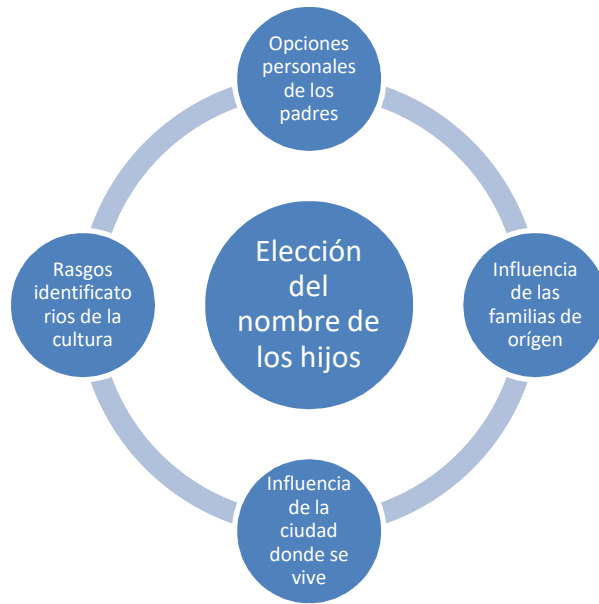 Opciones
personales
de los
padres
Elección
del
nombre de
los hijos
Rasgos
identificato
rios de la
cultura
Influencia
de las
familias de
orígen
Influencia
de la
ciudad
donde se
vive